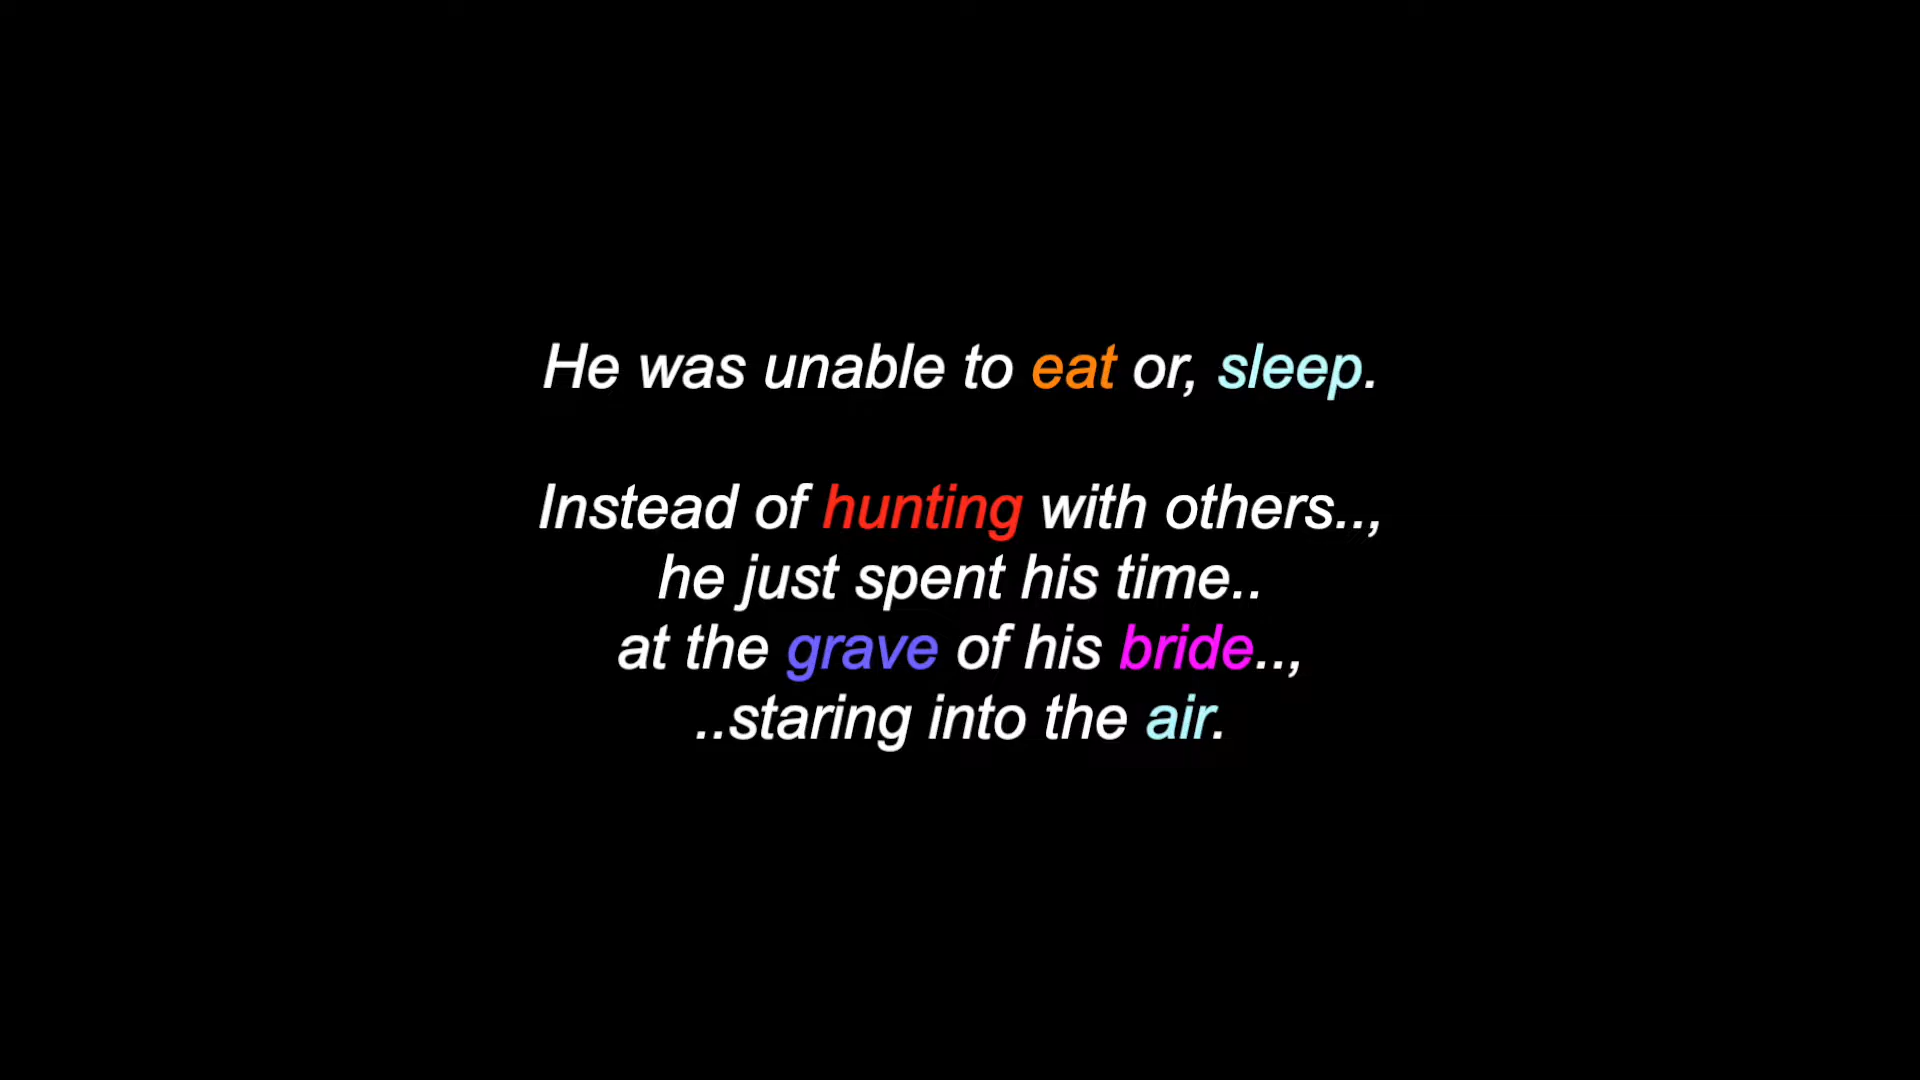 He was unable to eat or, sleep.
Instead of hunting with others..,
he just spent his time..
at the grave of his bride..,
..staring into the air.